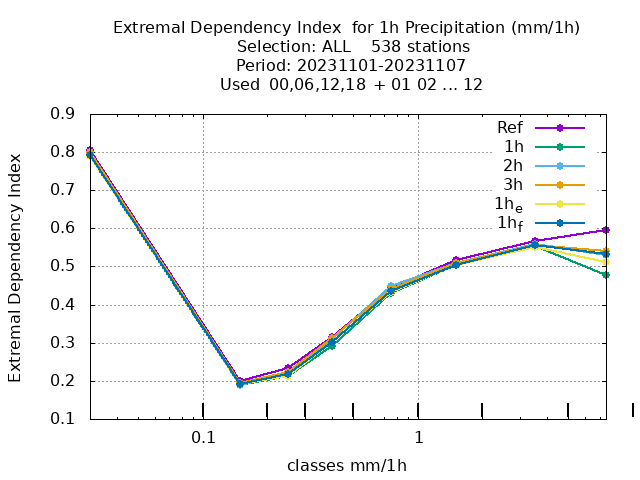 Extremal Dependency Index  for 1h Precipitation (mm/1h)
Selection: ALL    538 stations
Period: 20231101-20231107
Used  00,06,12,18  + 01 02 ... 12
Extremal Dependency Index
0.9
0.8
0.7
0.6
0.5
0.4
0.3
0.2
0.1
Ref
1h
2h
3h
1he
1hf
0.1 1
classes mm/1h